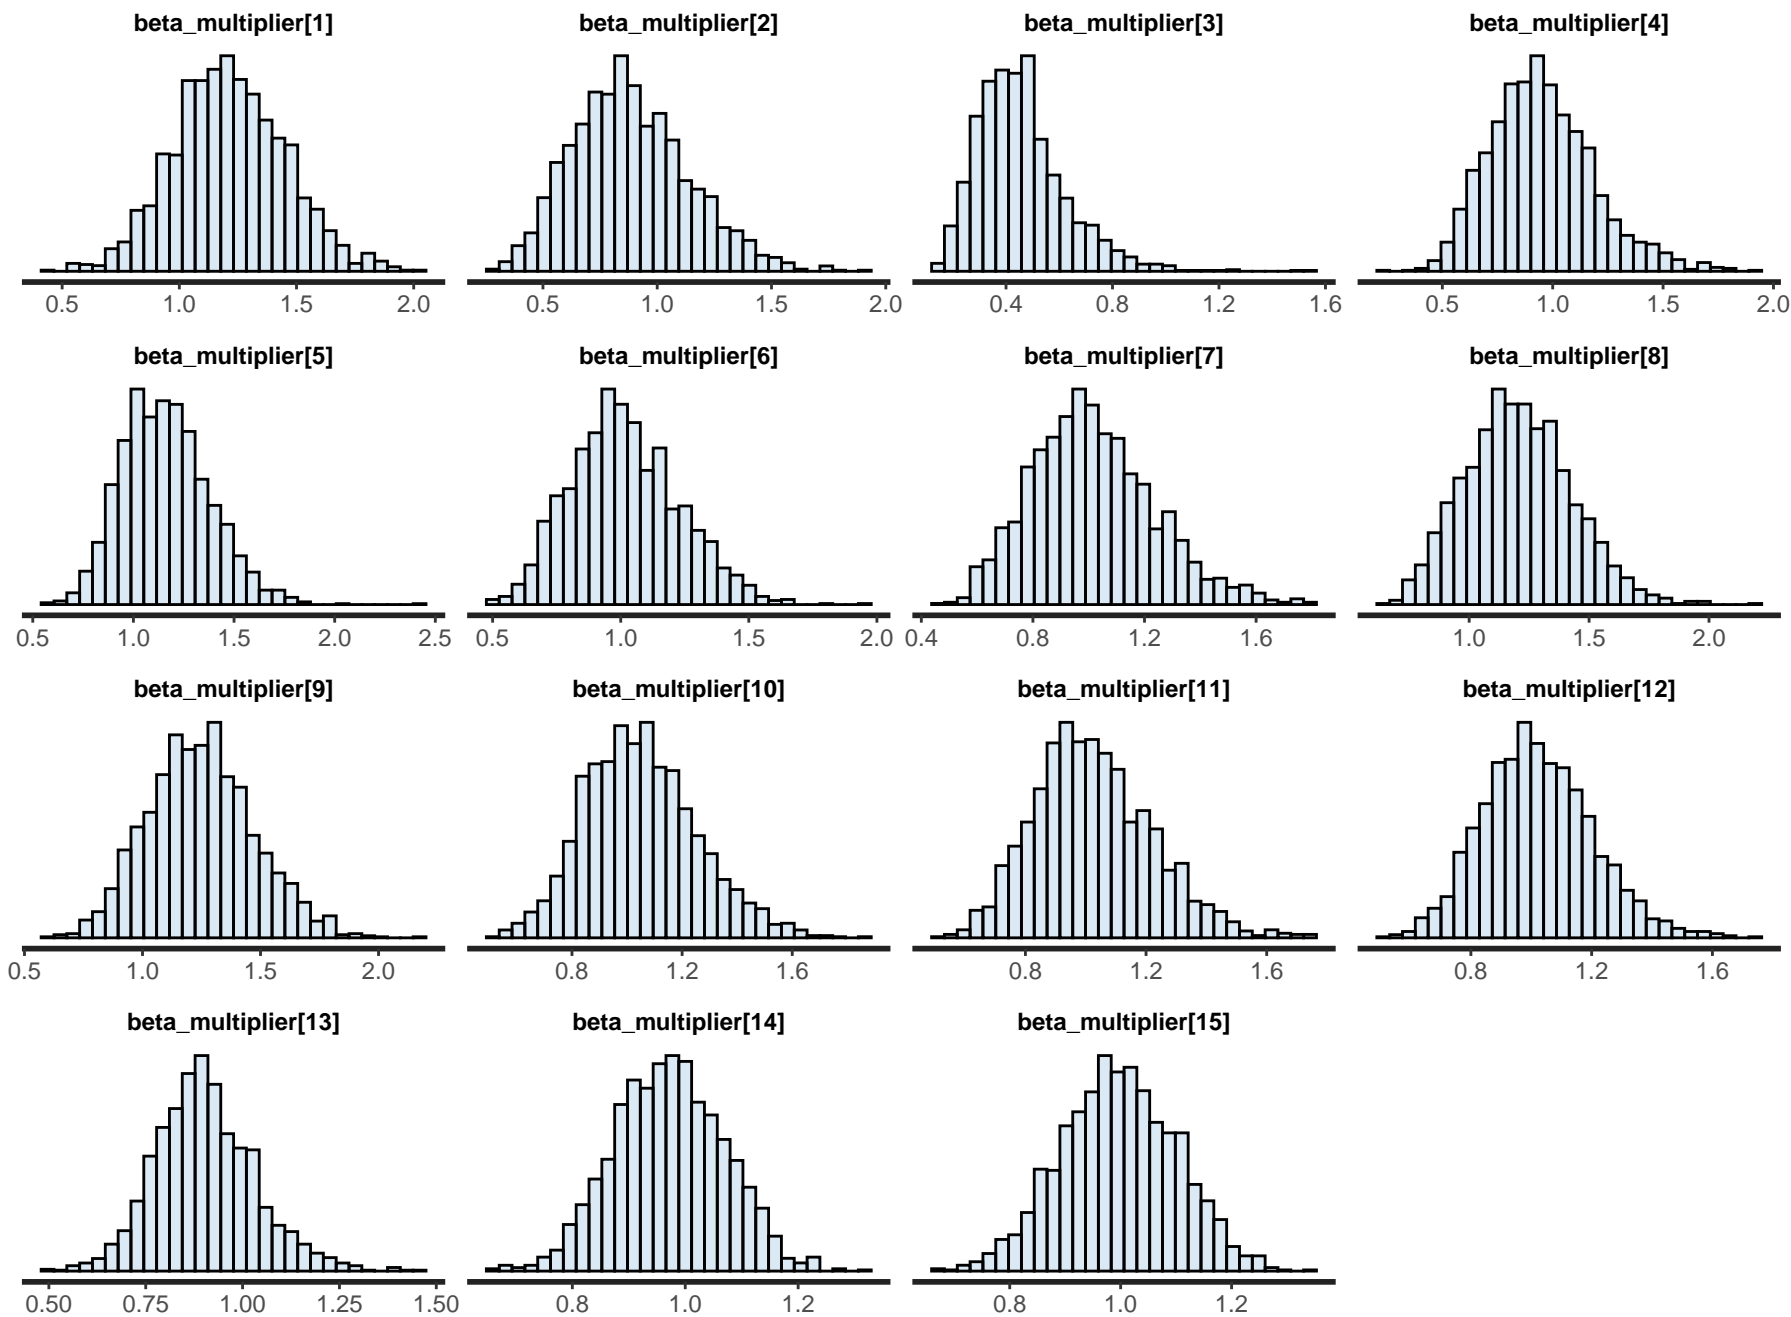 beta_multiplier[1] beta_multiplier[2] beta_multiplier[3] beta_multiplier[4]
0.5 1.0 1.5 2.0 0.5 1.0 1.5 2.0 0.4 0.8 1.2 1.6 0.5 1.0 1.5 2.0
beta_multiplier[5] beta_multiplier[6] beta_multiplier[7] beta_multiplier[8]
0.5 1.0 1.5 2.0 2.5 0.5 1.0 1.5 2.0 0.4 0.8 1.2 1.6 1.0 1.5 2.0
beta_multiplier[9] beta_multiplier[10] beta_multiplier[11] beta_multiplier[12]
0.5 1.0 1.5 2.0 0.8 1.2 1.6 0.8 1.2 1.6 0.8 1.2 1.6
beta_multiplier[13] beta_multiplier[14] beta_multiplier[15]
0.50 0.75 1.00 1.25 1.50 0.8 1.0 1.2 0.8 1.0 1.2